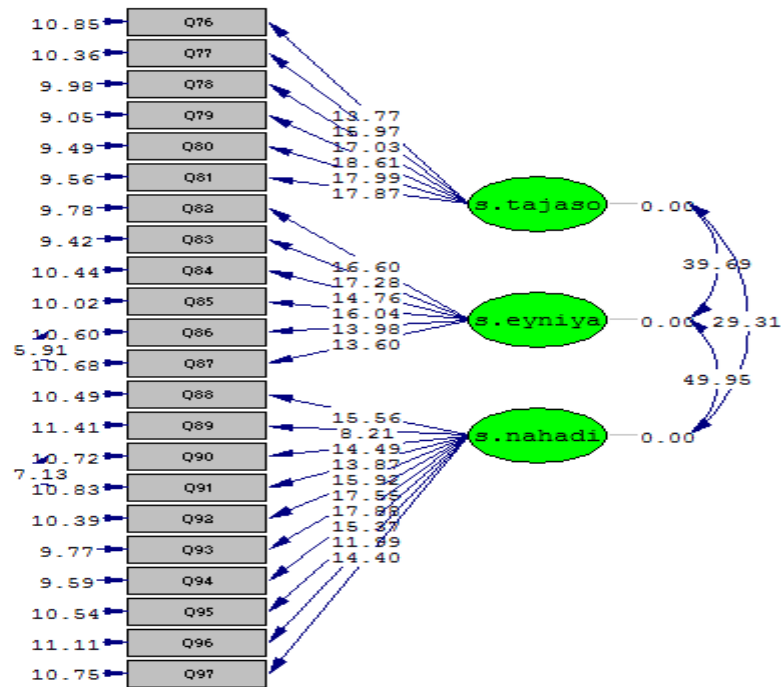 10.85 Q76
10.36 Q77
9.98 Q78
9.05 Q79
9.49 Q80
9.56 Q81
9.78 Q82
9.42 Q83
10.44 Q84
10.02 Q85
10.60 Q86
5.91
10.68 Q87
10.49 Q88
11.41 Q89
10.72 Q90
7.13
10.83 Q91
10.39 Q92
9.77 Q93
9.59 Q94
10.54 Q95
11.11 Q96
10.75 Q97
13.77
15.97
17.03
18.61
17.99
17.87
16.60
17.28
14.76
16.04
13.98
13.60
15.56
8.21
14.49
13.87
15.92
17.55
17.88
15.37
11.99
14.40
s.tajaso 0.00
s.eyniya 0.00
s.nahadi 0.00
39.69
29.31
49.95